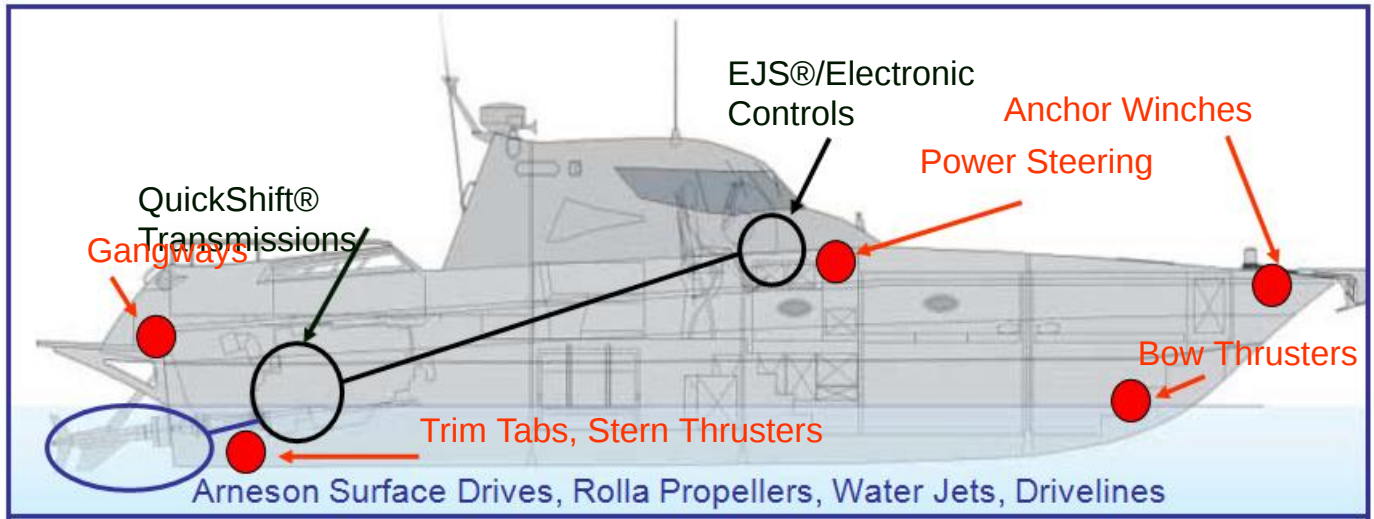 EJS®/Electronic
Controls
Anchor Winches
Power Steering
QuickShift®
Transmissions
Gangways
Bow Thrusters
Trim Tabs, Stern Thrusters
Arneson Surface Drives, Rolla Propellers, Water Jets, Drivelines